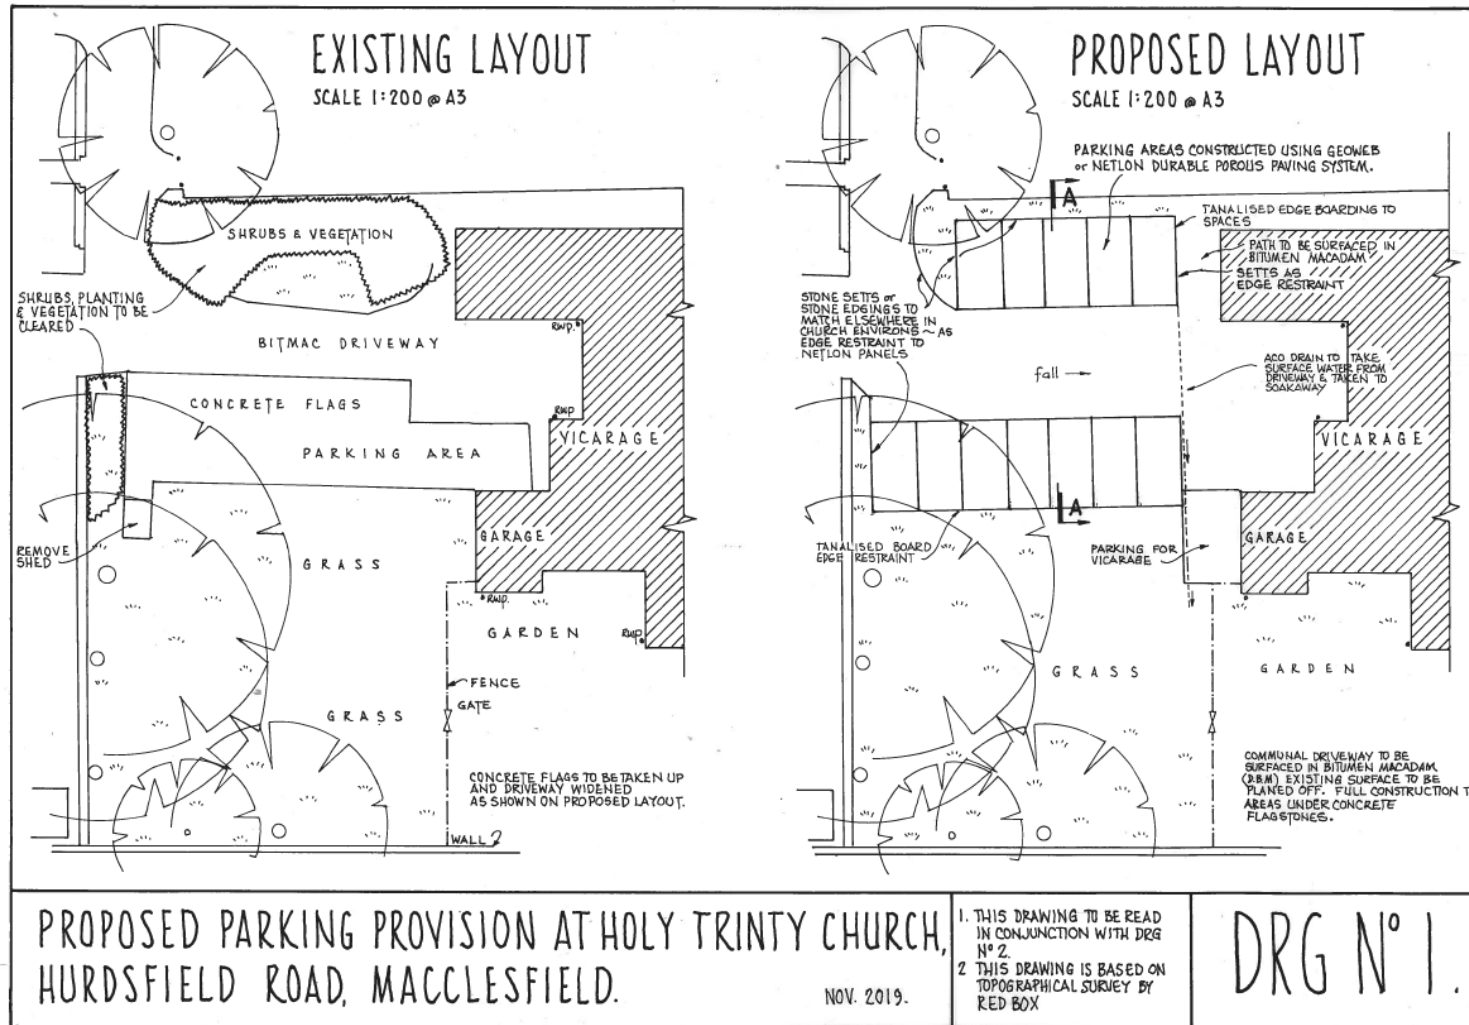 EXISTING LAYOUT
SCALE 1:200 @ A3
SHRUBS & VEGETATION
SHRUBS, PLANTING
& VEGETATION TO BE
CLEARED
BITMAC DRIVEWAY
RWP.
CONCRETE FLAGS
RWP
PARKING AREA
VICARAGE
REMOVE
SHED
GARAGE
GRASS
RWP.
GARDEN
RWP
FENCE
GATE
GRASS
CONCRETE FLAGS TO BE TAKEN UP
AND DRIVEWAY WIDENED
AS SHOWN ON PROPOSED LAYOUT.
WALL
PROPOSED LAYOUT
SCALE 1:200 @ A3
PARKING AREAS CONSTRUCTED USING GEOWEB
or NETLON DURABLE POROUS PAVING SYSTEM.
A
TANALISED EDGE BOARDING TO
SPACES
PATH TO BE SURFACED IN
BITUMEN MACADAM
SETTS AS
EDGE RESTRAINT
STONE SETTS or
STONE EDGINGS TO
MATCH ELSEWHERE IN
CHURCH ENVIRONS ~ AS
EDGE RESTRAINT TO
NETLON PANELS
fall
ACO DRAIN TO TAKE
SURFACE WATER FROM
DRIVEWAY & TAKEN TO
SOAKAWAY
VICARAGE
A
TANALISED BOARD
EDGE RESTRAINT
PARKING FOR
VICARAGE
GARAGE
GRASS
GARDEN
COMMUNAL DRIVEWAY TO BE
SURFACED IN BITUMEN MACADAM
(D.B.M) EXISTING SURFACE TO BE
PLANED OFF. FULL CONSTRUCTION T
AREAS UNDER CONCRETE
FLAGSTONES.
PROPOSED PARKING PROVISION AT HOLY TRINTY CHURCH,
HURDSFIELD ROAD, MACCLESFIELD.
NOV. 2019.
1. THIS DRAWING TO BE READ
IN CONJUNCTION WITH DRG
Nº 2.
2 THIS DRAWING IS BASED ON
TOPOGRAPHICAL SURVEY BY
RED BOX
DRG Nº 1.